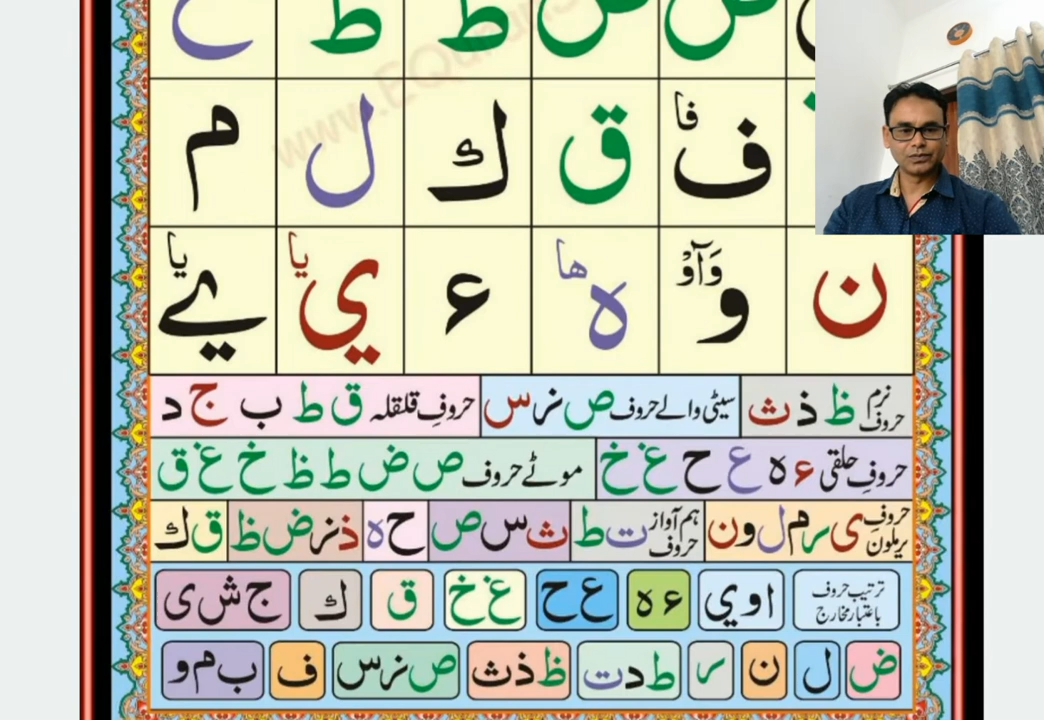 ط ظ ع
فا ف ق ك ل م
ن وَاوْ و ها ہ ء يا ي يا ے
نرم حروف ظ ذ ث سیٹی والے حروف ص ز س حروفِ قلقلہ ق ط ب ج د
حروفِ حلقی ء ہ ع ح غ خ موٹے حروف ص ض ط ظ خ غ ق
حروفِ یرملون ی ر م ل و ن ہم آواز حروف ت ط ث س ص ح ہ ذ ز ض ظ ق ك
ترتیب حروف باعتبار مخارج ا و ي ء ہ ع ح غ خ ق ك ج ش ی
ض ل ن ر ط د ت ظ ذ ث ص ز س ف ب م و